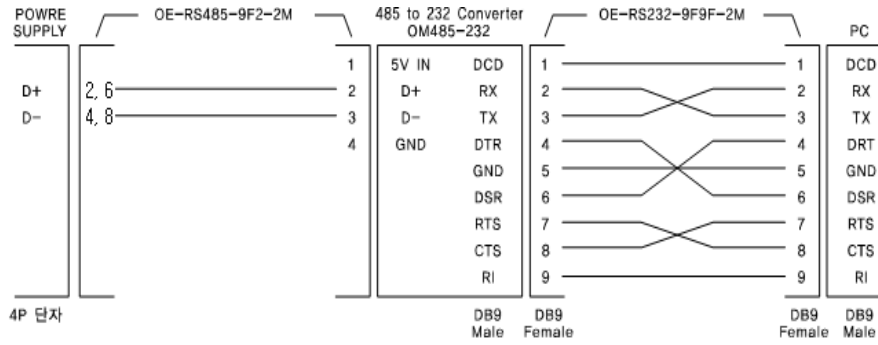 POWRE SUPPLY
OE-RS485-9F2-2M
485 to 232 Converter
OM485-232
OE-RS232-9F9F-2M
PC
1 5V IN DCD 1 1 DCD
D+ 2, 6 2 D+ RX 2 2 RX
D- 4, 8 3 D- TX 3 3 TX
4 GND DTR 4 4 DRT
GND 5 5 GND
DSR 6 6 DSR
RTS 7 7 RTS
CTS 8 8 CTS
RI 9 9 RI
4P 단자
DB9 Male
DB9 Female
DB9 Female
DB9 Male